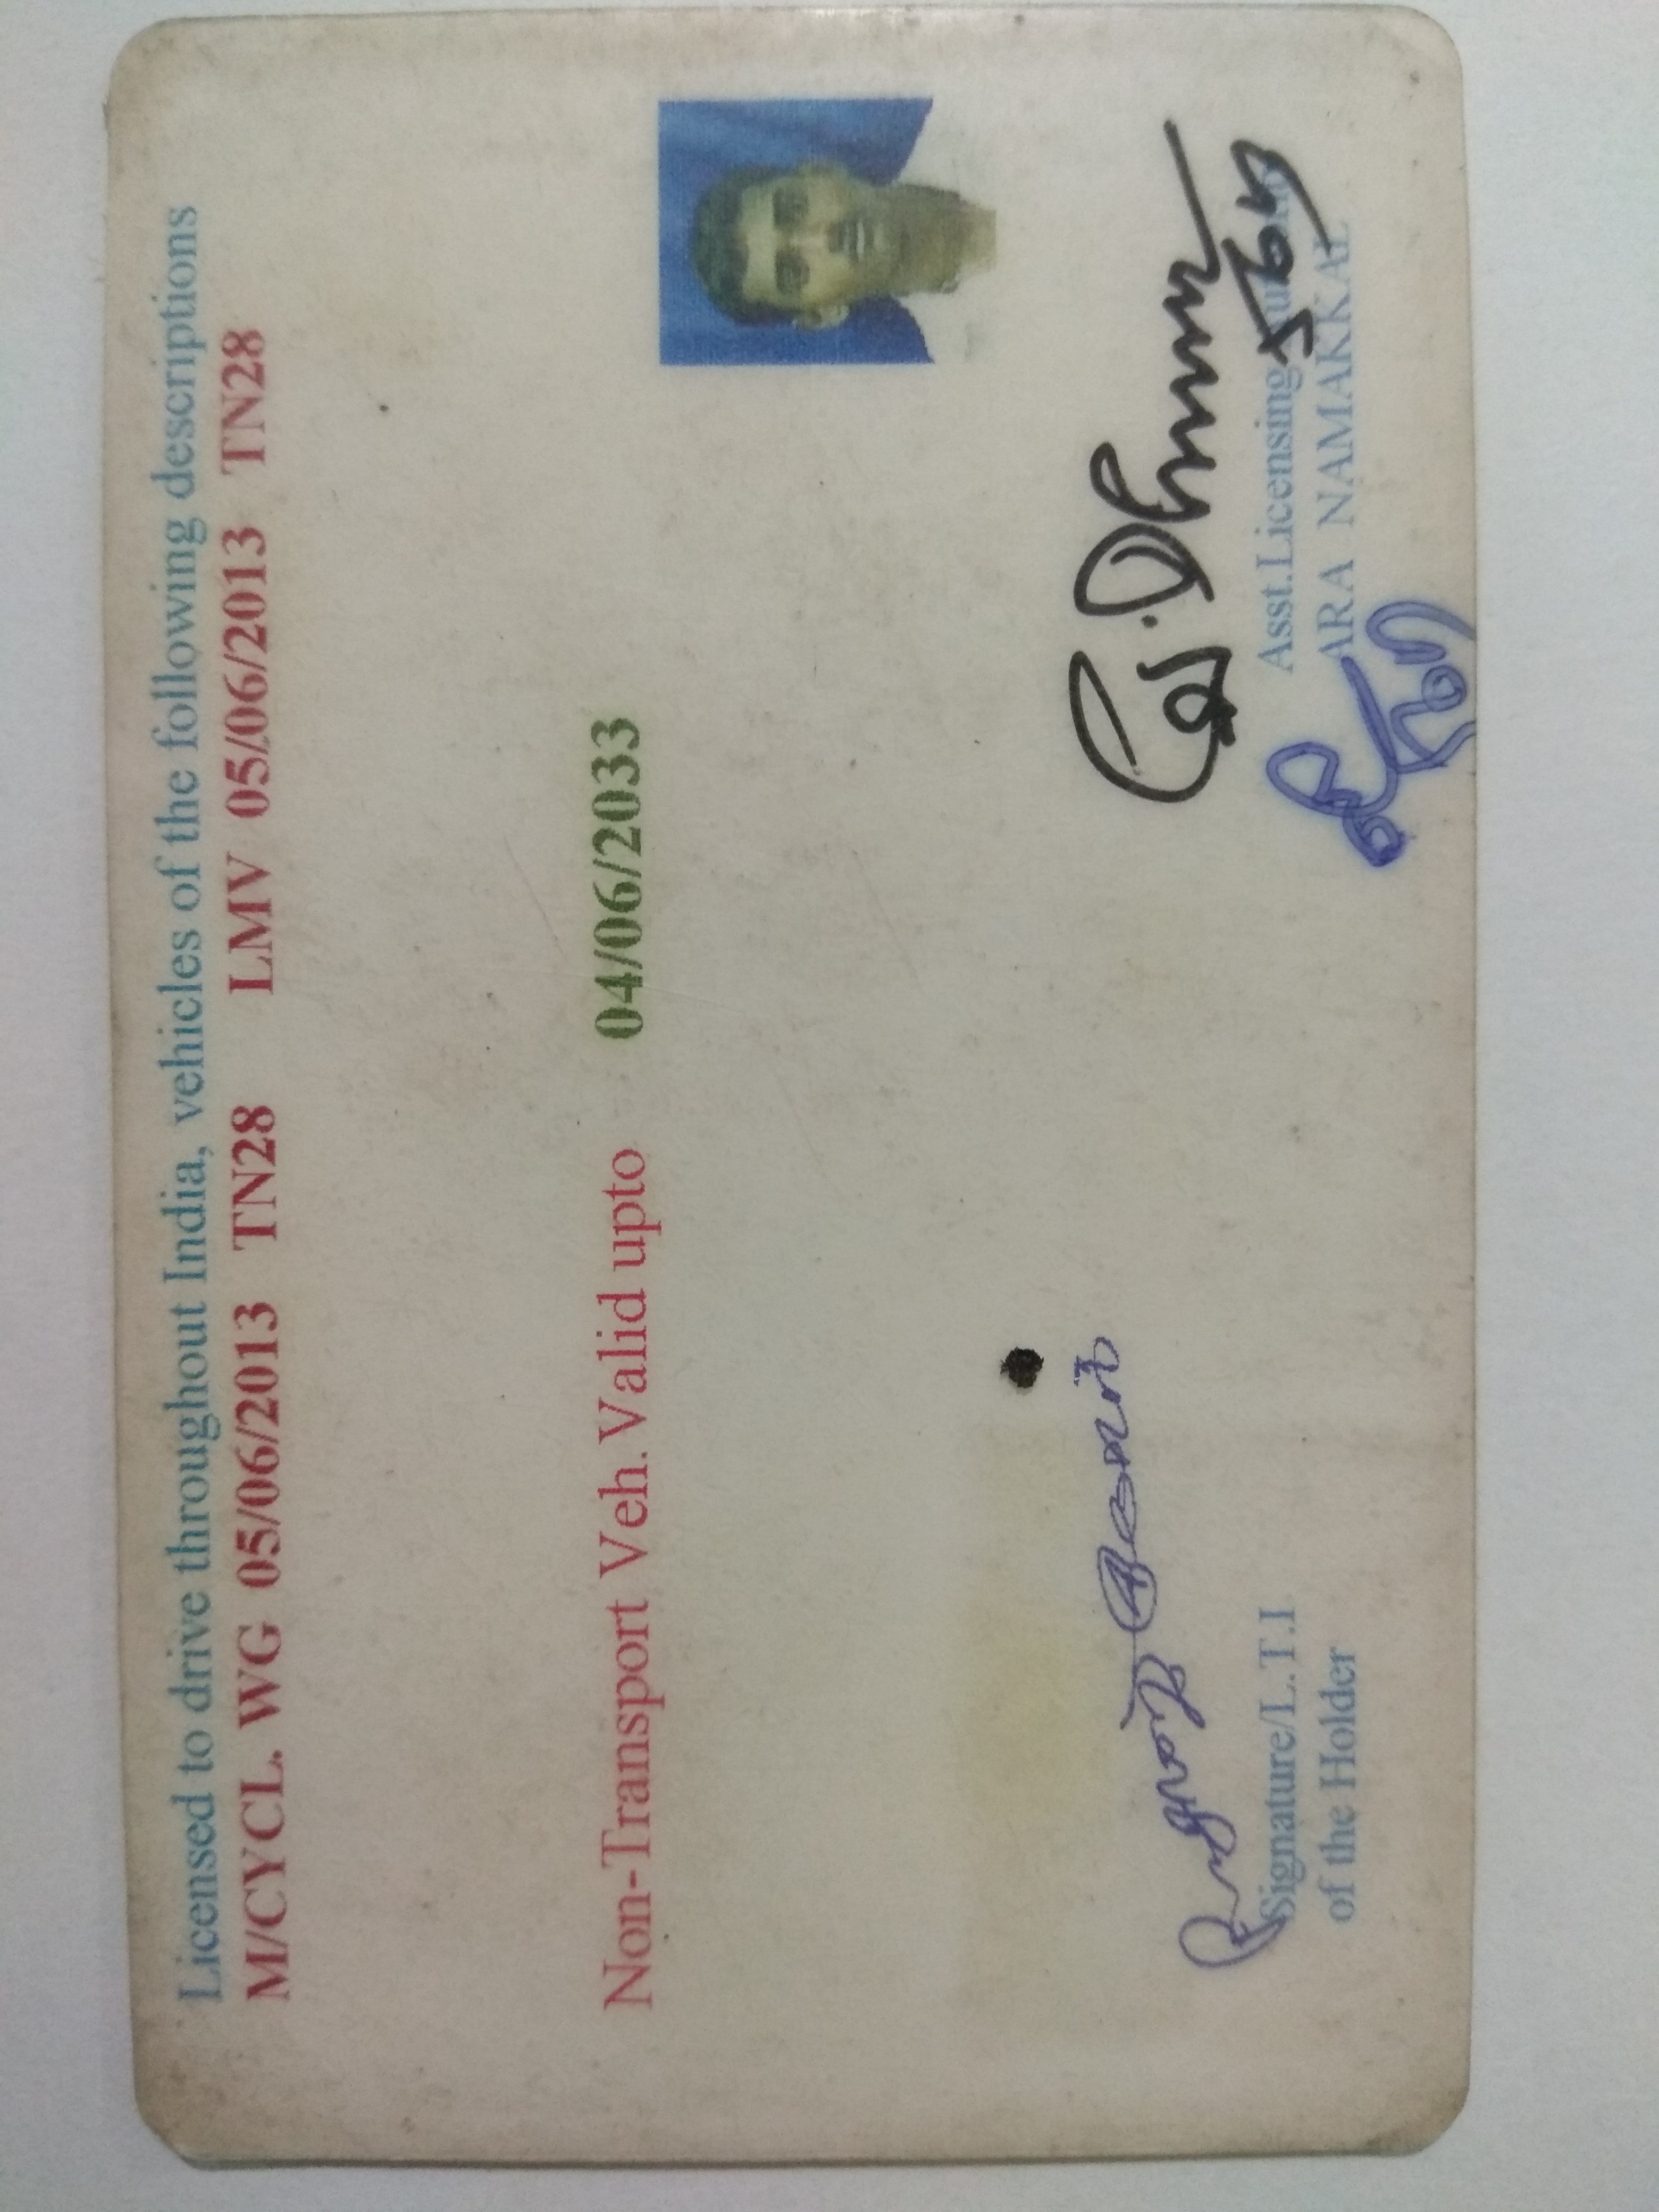 Licensed to drive throughout India, vehicles of the following descriptions
M/CYCL. WG 05/06/2013 TN28 LMV 05/06/2013 TN28
Non-Transport Veh. Valid upto 04/06/2033
Signature/L.T.I
of the Holder
Asst.Licensing
ARA NAMAKKAL